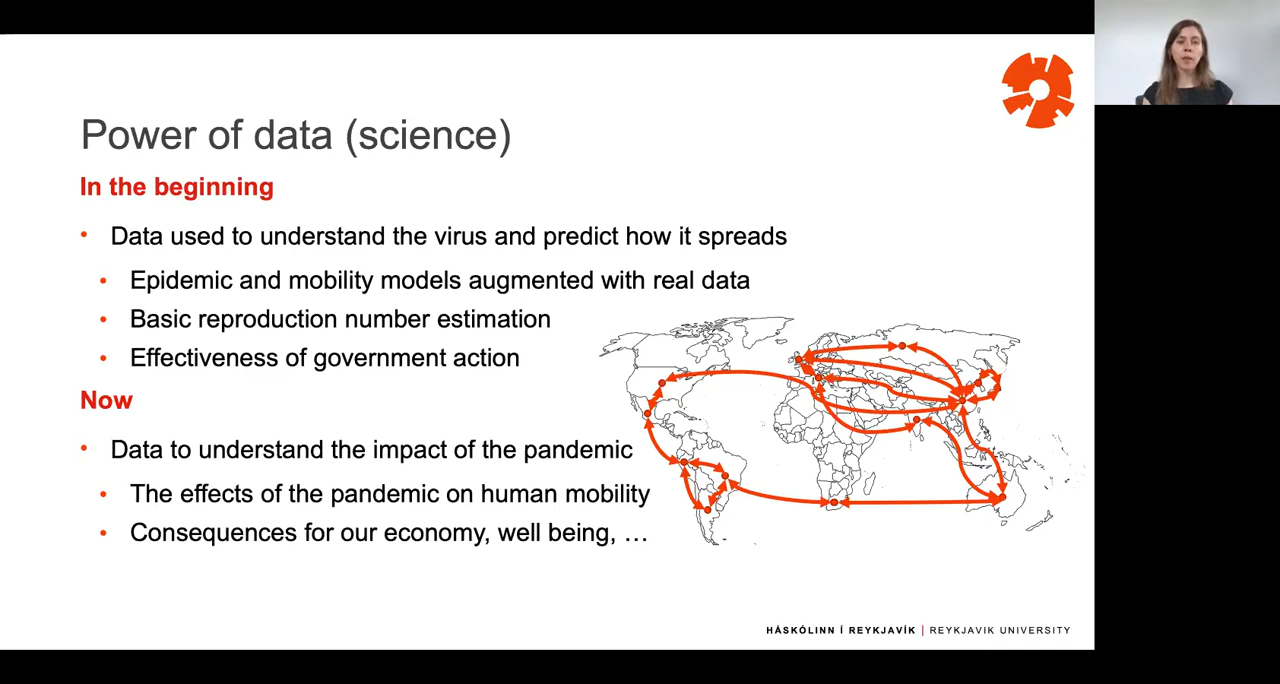 Power of data (science)
In the beginning
• Data used to understand the virus and predict how it spreads
• Epidemic and mobility models augmented with real data
• Basic reproduction number estimation
• Effectiveness of government action
Now
• Data to understand the impact of the pandemic
• The effects of the pandemic on human mobility
• Consequences for our economy, well being, …
HÁSKÓLINN Í REYKJAVÍK | REYKJAVIK UNIVERSITY